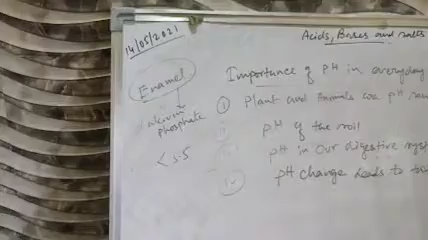 14/05/2021
Acids, Bases and salts
Enamel
Importance of pH in everyday
calcium
phosphate
① Plant and Animals are pH
pH of the soil
< 5.5
pH in our digestive
pH change leads to